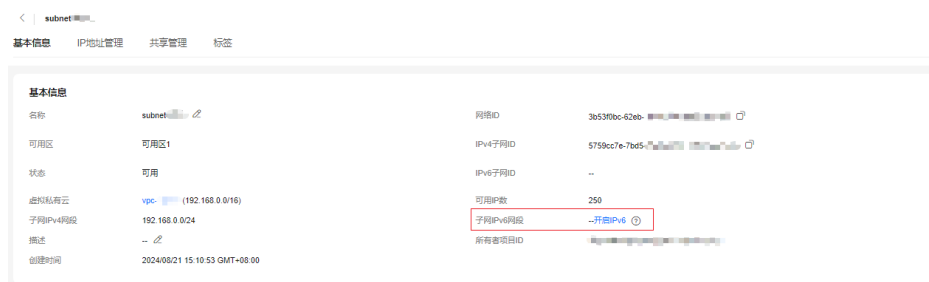 subnet
基本信息 IP地址管理 共享管理 标签
基本信息
名称 subnet 网络ID 3b53f0bc-62eb-
可用区 可用区1 IPv4子网ID 5759cc7e-7bd5-
状态 可用 IPv6子网ID --
虚拟私有云 vpc- (192.168.0.0/16) 可用IP数 250
子网IPv4网段 192.168.0.0/24 子网IPv6网段 --开启IPv6
描述 -- 所有者项目ID
创建时间 2024/08/21 15:10:53 GMT+08:00